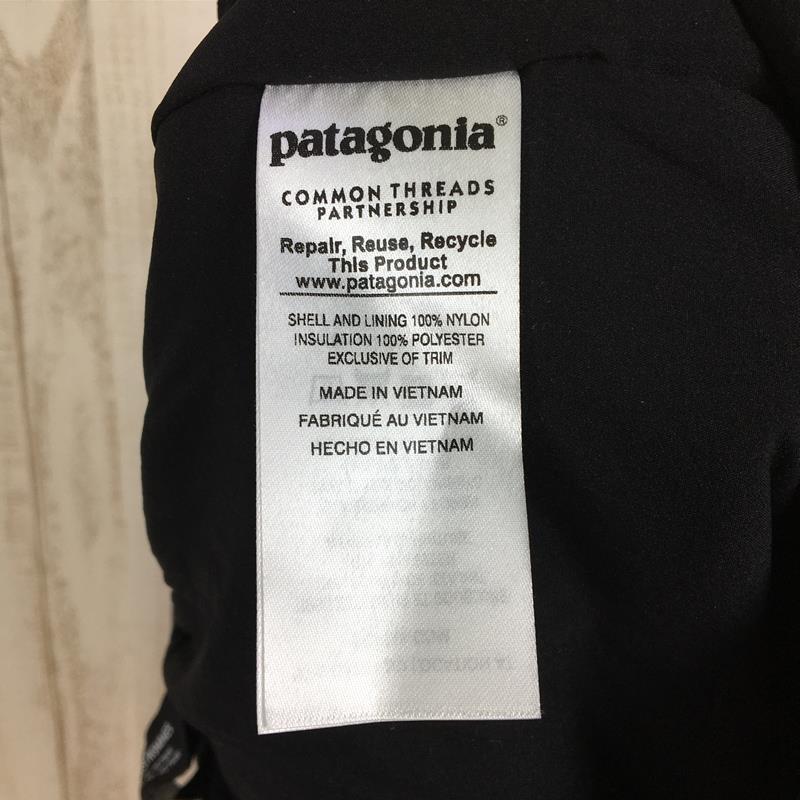 patagonia®
COMMON THREADS
PARTNERSHIP
Repair, Reuse, Recycle
This Product
www.patagonia.com
SHELL AND LINING 100% NYLON
INSULATION 100% POLYESTER
EXCLUSIVE OF TRIM
MADE IN VIETNAM
FABRIQUÉ AU VIETNAM
HECHO EN VIETNAM